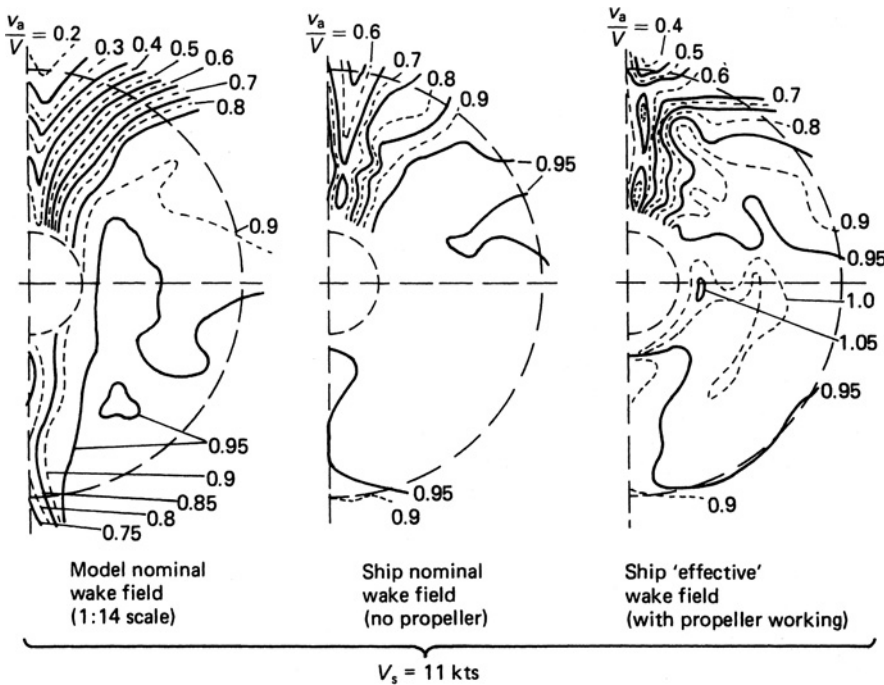 v_a/V = 0.2
0.3
0.4
0.5
0.6
0.7
0.8
0.9
0.95
0.9
0.85
0.8
0.75
Model nominal
wake field
(1:14 scale)
v_a/V = 0.6
0.7
0.8
0.9
0.95
0.95
0.9
Ship nominal
wake field
(no propeller)
v_a/V = 0.4
0.5
0.6
0.7
0.8
0.9
0.95
1.0
1.05
0.95
0.9
Ship 'effective'
wake field
(with propeller working)
V_s = 11 kts